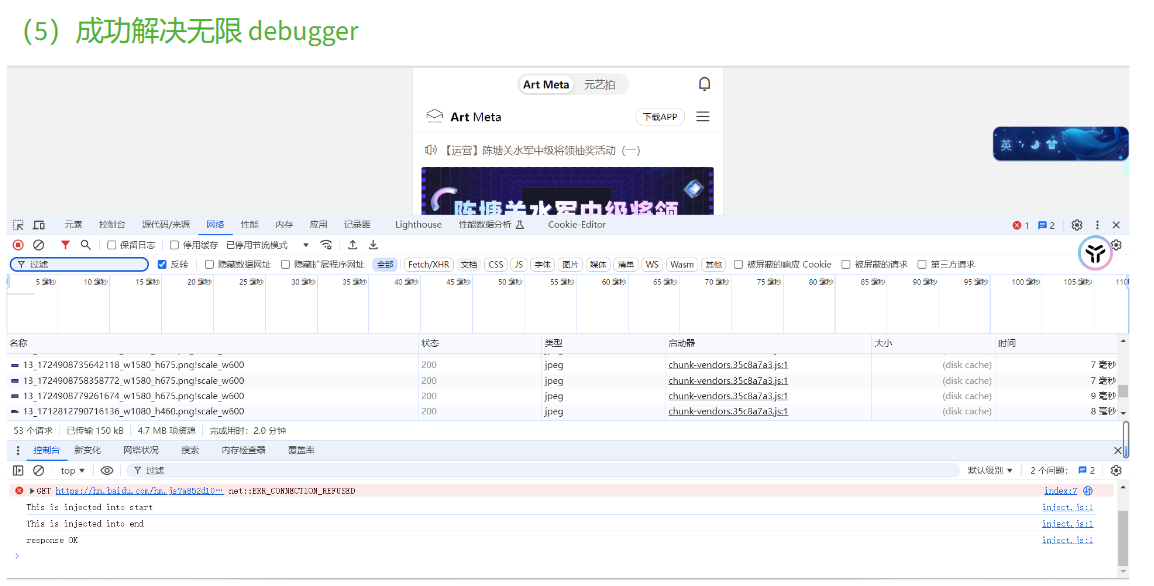 （5）成功解决无限 debugger
Art Meta 元艺拍
Art Meta 下载APP
【运营】陈塘关水军中级将领抽奖活动（一）
陈塘关水军中级将领
英
元素 控制台 源代码/来源 网络 性能 内存 应用 记录器 Lighthouse 性能数据分析 Cookie-Editor 1 2
保留日志 停用缓存 已停用节流模式
过滤 反转 隐藏数据网址 隐藏扩展程序网址 全部 Fetch/XHR 文档 CSS JS 字体 图片 媒体 清单 WS Wasm 其他 被屏蔽的响应 Cookie 被屏蔽的请求 第三方请求
5 毫秒 10 毫秒 15 毫秒 20 毫秒 25 毫秒 30 毫秒 35 毫秒 40 毫秒 45 毫秒 50 毫秒 55 毫秒 60 毫秒 65 毫秒 70 毫秒 75 毫秒 80 毫秒 85 毫秒 90 毫秒 95 毫秒 100 毫秒 105 毫秒 110
名称 状态 类型 启动器 大小 时间
13_1724908735642118_w1580_h675.png!scale_w600 200 jpeg chunk-vendors.35c8a7a3.js:1 (disk cache) 7 毫秒
13_1724908758358772_w1580_h675.png!scale_w600 200 jpeg chunk-vendors.35c8a7a3.js:1 (disk cache) 7 毫秒
13_1724908779261674_w1580_h675.png!scale_w600 200 jpeg chunk-vendors.35c8a7a3.js:1 (disk cache) 9 毫秒
13_1712812790716136_w1080_h460.png!scale_w600 200 jpeg chunk-vendors.35c8a7a3.js:1 (disk cache) 8 毫秒
53 个请求 已传输 150 kB 4.7 MB 项资源 完成用时：2.0 分钟
控制台 新变化 网络状况 搜索 内存检查器 覆盖率
top 过滤 默认级别 2 个问题： 2
GET https://hm.baidu.com/hm.js?a852d10… net::ERR_CONNECTION_REFUSED index:7
This is injected into start inject.js:1
This is injected into end inject.js:1
response OK inject.js:1